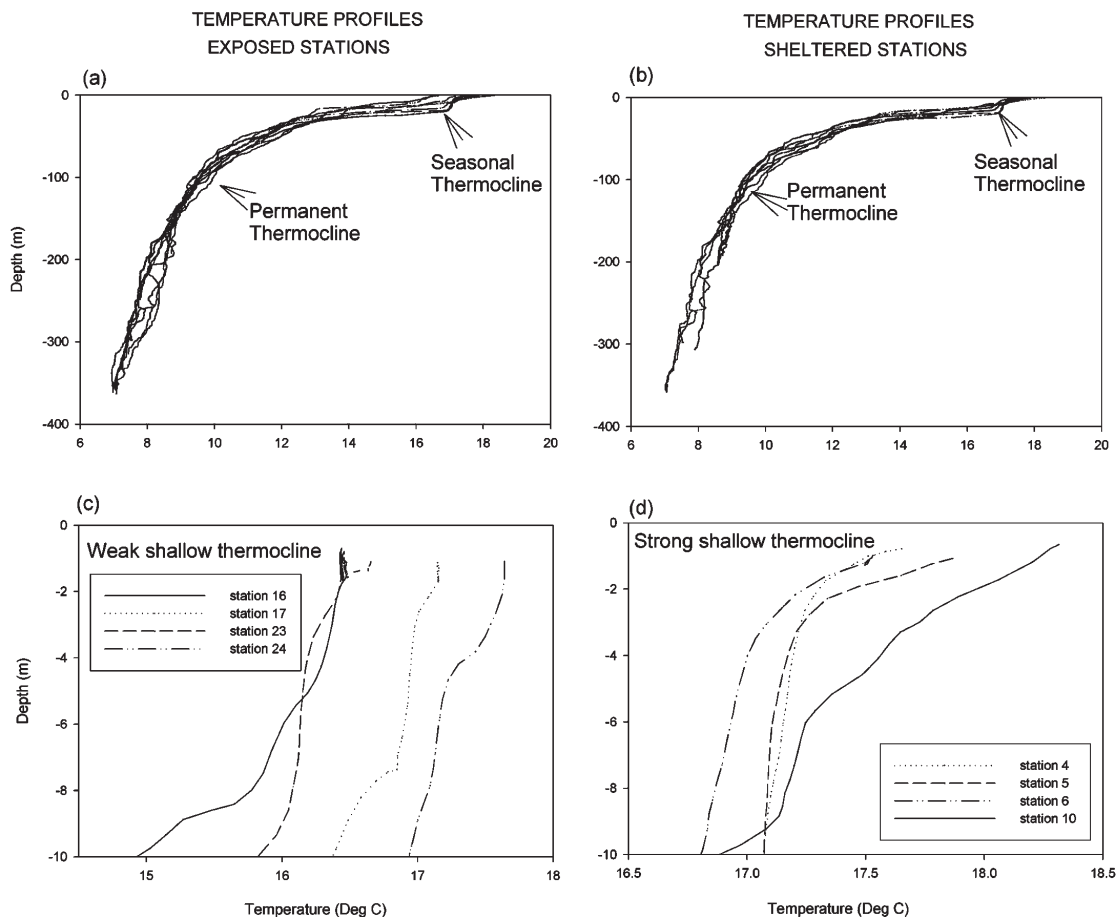 TEMPERATURE PROFILES
EXPOSED STATIONS
TEMPERATURE PROFILES
SHELTERED STATIONS
(a)
0
-100
-200
-300
-400
Depth (m)
6 8 10 12 14 16 18 20
Seasonal
Thermocline
Permanent
Thermocline
(b)
0
-100
-200
-300
-400
6 8 10 12 14 16 18 20
Seasonal
Thermocline
Permanent
Thermocline
(c)
0
-2
-4
-6
-8
-10
Depth (m)
Weak shallow thermocline
station 16
station 17
station 23
station 24
15 16 17 18
Temperature (Deg C)
(d)
0
-2
-4
-6
-8
-10
Strong shallow thermocline
station 4
station 5
station 6
station 10
16.5 17.0 17.5 18.0 18.5
Temperature (Deg C)